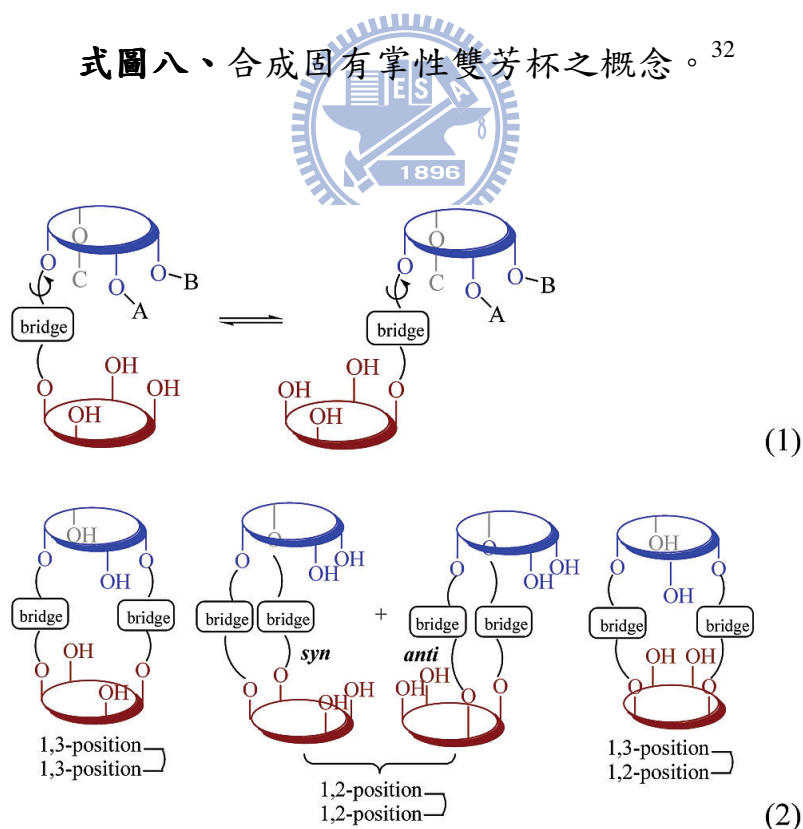 式圖八、合成固有掌性雙芳杯之概念。32
E S A
8
1896
O O
O C O A O B
bridge bridge
OH OH OH OH
O OH O OH
(1)
OH O O OH O O OH OH O O OH OH OH O O OH
bridge bridge bridge bridge + bridge bridge bridge bridge
syn anti
OH O O OH O O OH OH OH OH O O OH OH O O
1,3-position 1,3-position
1,3-position 1,2-position
1,2-position
1,2-position
(2)